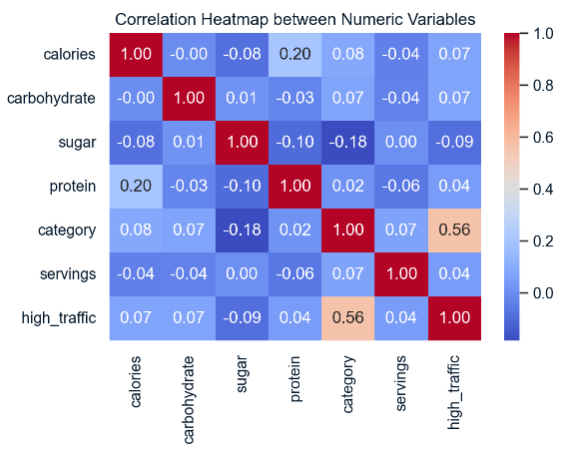 Correlation Heatmap between Numeric Variables
calories 1.00 -0.00 -0.08 0.20 0.08 -0.04 0.07
carbohydrate -0.00 1.00 0.01 -0.03 0.07 -0.04 0.07
sugar -0.08 0.01 1.00 -0.10 -0.18 0.00 -0.09
protein 0.20 -0.03 -0.10 1.00 0.02 -0.06 0.04
category 0.08 0.07 -0.18 0.02 1.00 0.07 0.56
servings -0.04 -0.04 0.00 -0.06 0.07 1.00 0.04
high_traffic 0.07 0.07 -0.09 0.04 0.56 0.04 1.00
calories
carbohydrate
sugar
protein
category
servings
high_traffic
1.0
0.8
0.6
0.4
0.2
0.0